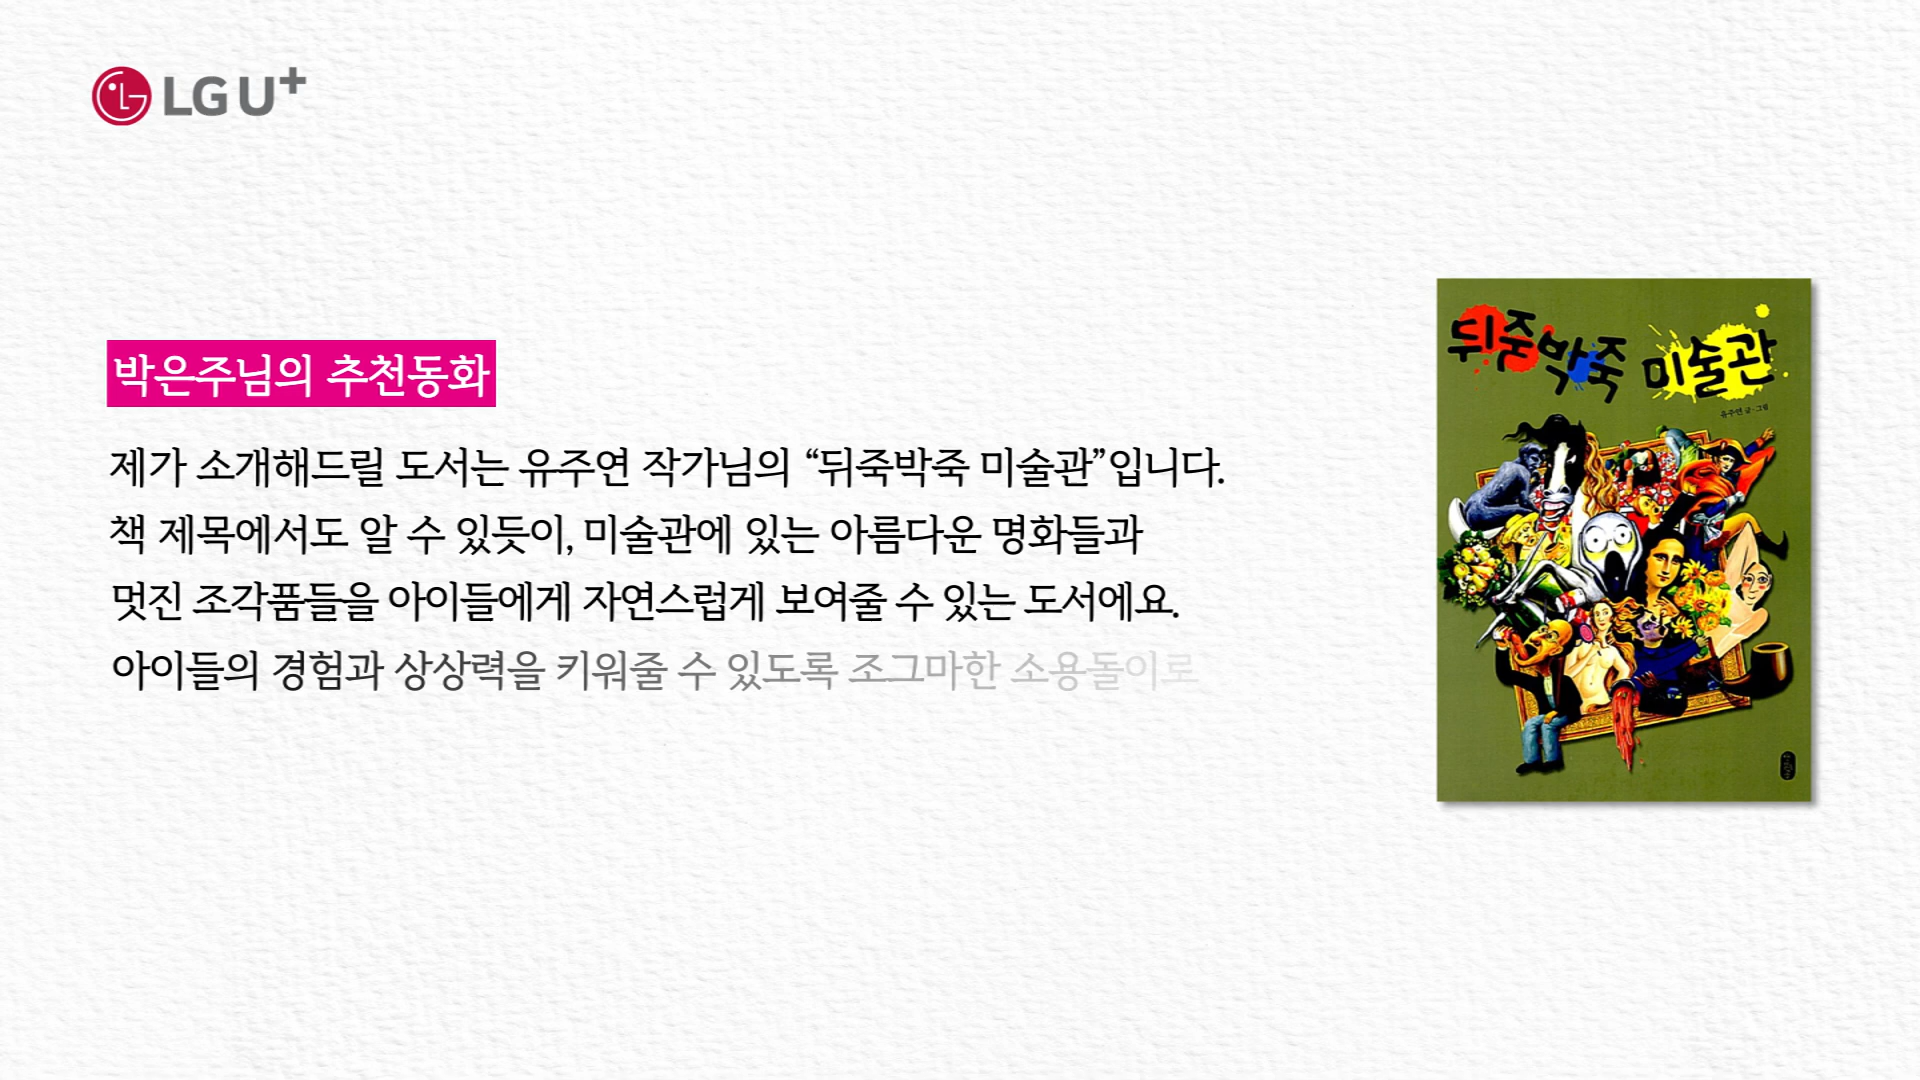 LG U+
박은주님의 추천동화
제가 소개해드릴 도서는 유주연 작가님의 “뒤죽박죽 미술관”입니다.
책 제목에서도 알 수 있듯이, 미술관에 있는 아름다운 명화들과
멋진 조각품들을 아이들에게 자연스럽게 보여줄 수 있는 도서에요.
아이들의 경험과 상상력을 키워줄 수 있도록 조그마한 소용돌이로
뒤죽박죽 미술관
유주연 글·그림